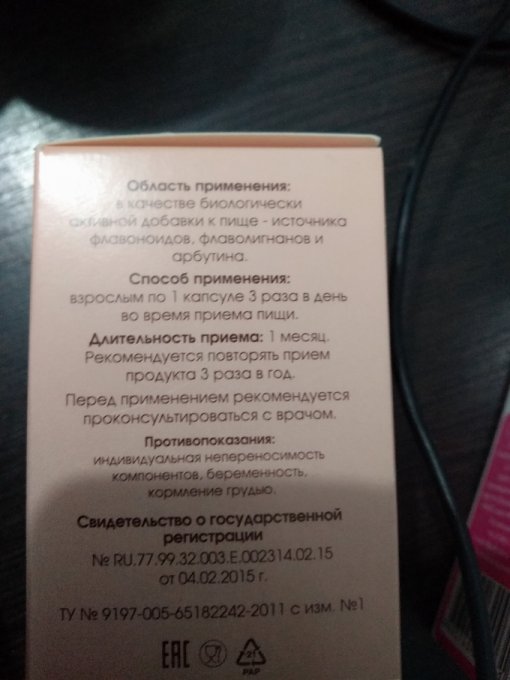 Область применения:
в качестве биологически
активной добавки к пище - источника
флавоноидов, флаволигнанов и
арбутина.
Способ применения:
взрослым по 1 капсуле 3 раза в день
во время приема пищи.
Длительность приема: 1 месяц.
Рекомендуется повторять прием
продукта 3 раза в год.
Перед применением рекомендуется
проконсультироваться с врачом.
Противопоказания:
индивидуальная непереносимость
компонентов, беременность,
кормление грудью.
Свидетельство о государственной
регистрации
№ RU.77.99.32.003.Е.002314.02.15
от 04.02.2015 г.
ТУ № 9197-005-65182242-2011 с изм. №1
ЕАС
21
PAP